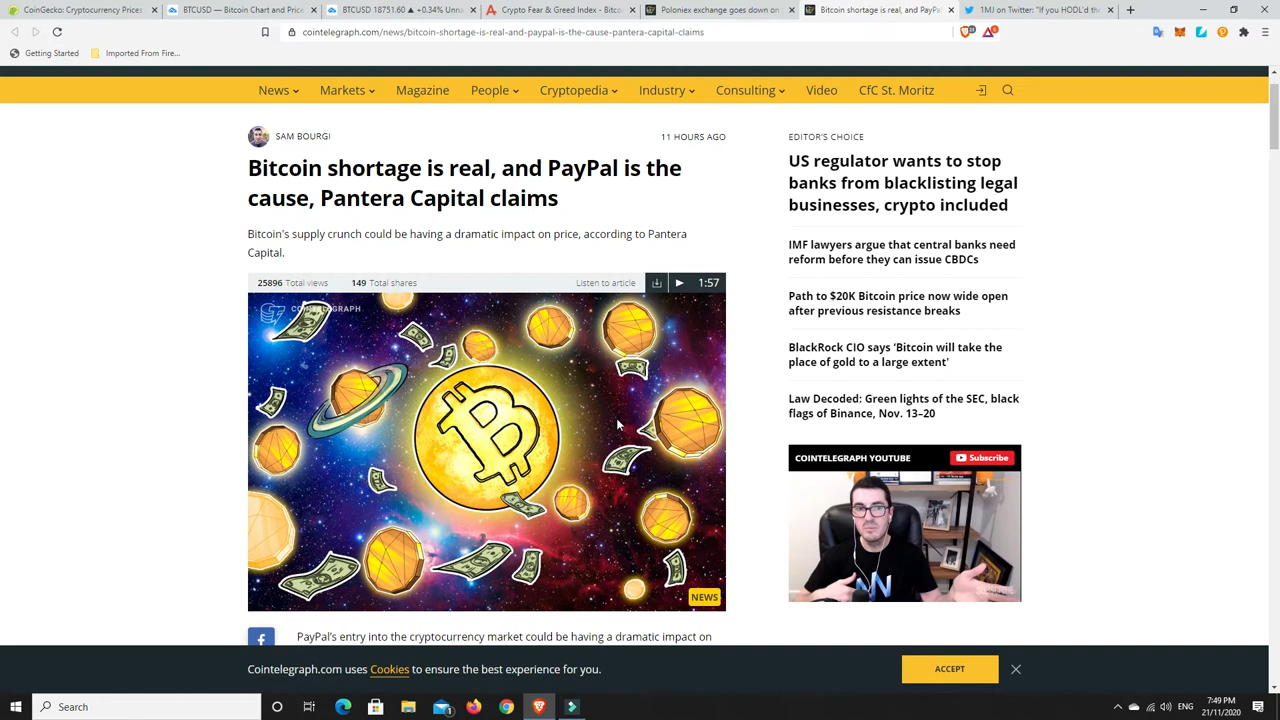 CoinGecko: Cryptocurrency Prices
BTCUSD — Bitcoin Chart and Price
BTCUSD 18751.60 ▲ +0.34% Unna
Crypto Fear & Greed Index - Bitco
Poloniex exchange goes down on
Bitcoin shortage is real, and PayPal
1MJ on Twitter: "If you HODL'd th
cointelegraph.com/news/bitcoin-shortage-is-real-and-paypal-is-the-cause-pantera-capital-claims
Getting Started
Imported From Fire...
News
Markets
Magazine
People
Cryptopedia
Industry
Consulting
Video
CfC St. Moritz
SAM BOURGI
11 HOURS AGO
Bitcoin shortage is real, and PayPal is the
cause, Pantera Capital claims
Bitcoin's supply crunch could be having a dramatic impact on price, according to Pantera
Capital.
25896 Total views
149 Total shares
Listen to article
1:57
COINTELEGRAPH
NEWS
PayPal's entry into the cryptocurrency market could be having a dramatic impact on
EDITOR'S CHOICE
US regulator wants to stop
banks from blacklisting legal
businesses, crypto included
IMF lawyers argue that central banks need
reform before they can issue CBDCs
Path to $20K Bitcoin price now wide open
after previous resistance breaks
BlackRock CIO says ‘Bitcoin will take the
place of gold to a large extent’
Law Decoded: Green lights of the SEC, black
flags of Binance, Nov. 13–20
COINTELEGRAPH YOUTUBE
Subscribe
Cointelegraph.com uses Cookies to ensure the best experience for you.
ACCEPT
Search
ENG
7:49 PM
21/11/2020